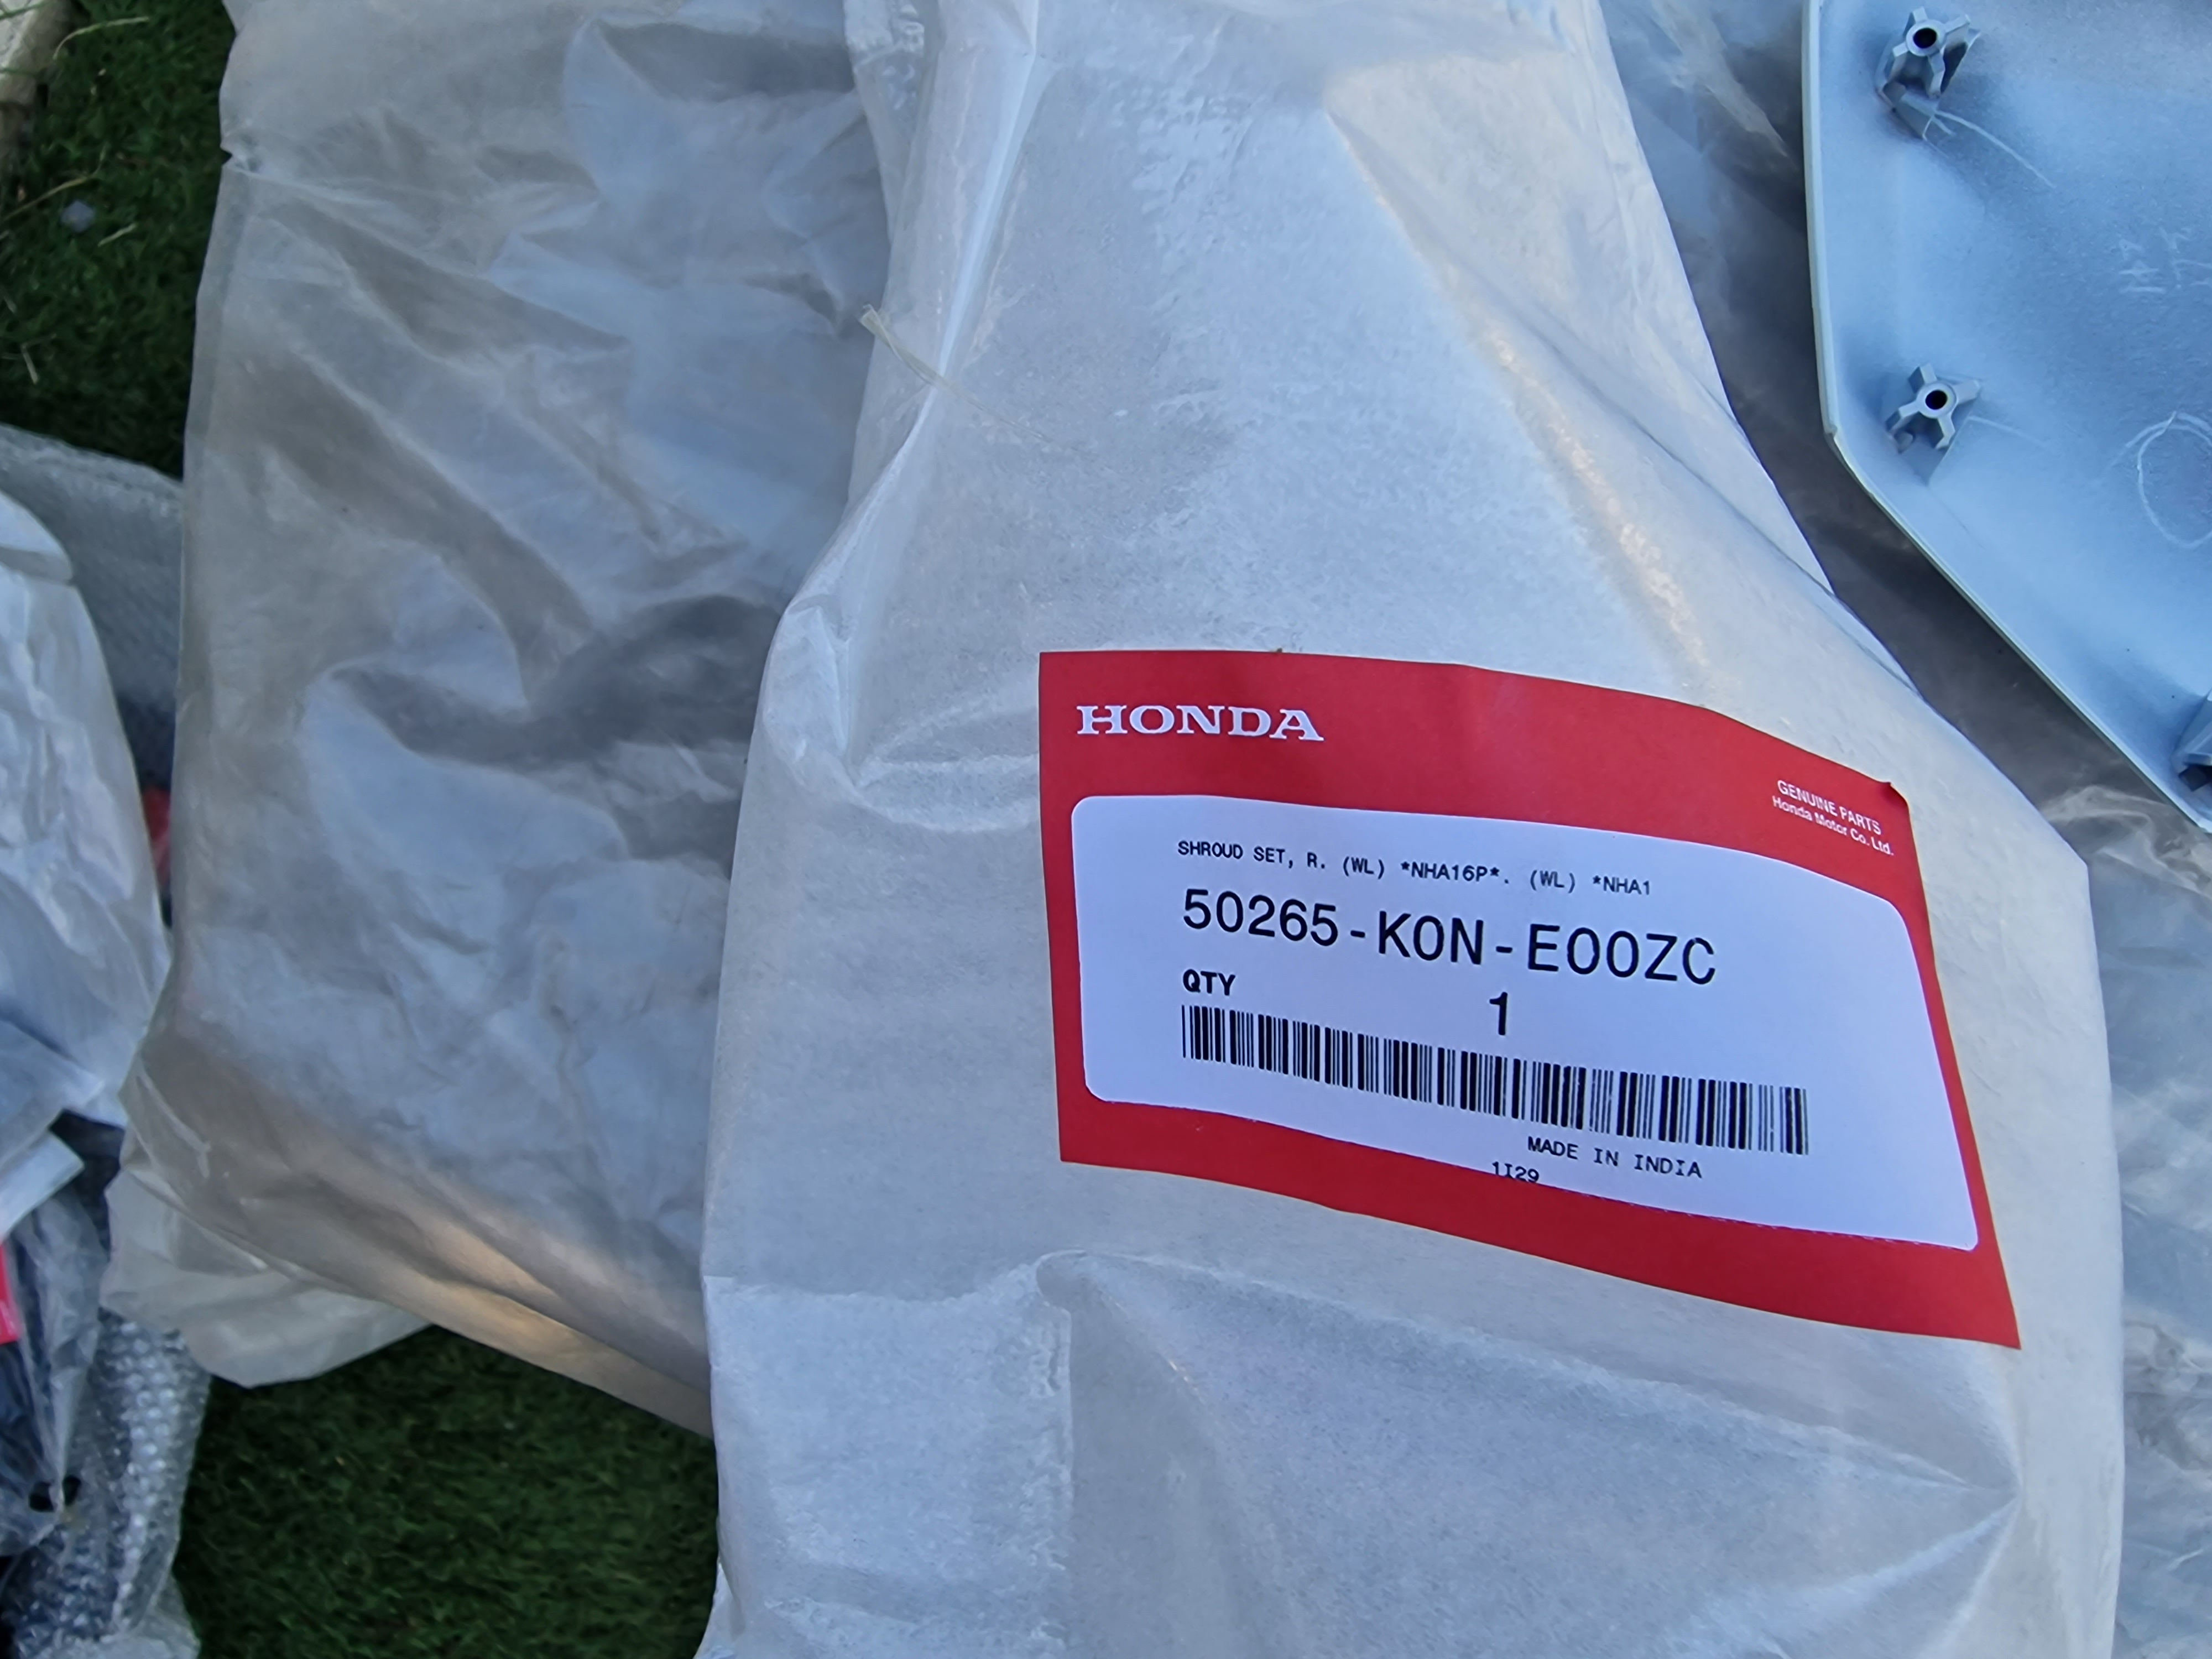 HONDA
GENUINE PARTS
Honda Motor Co. Ltd.
SHROUD SET, R. (WL) *NHA16P*. (WL) *NHA1
50265-K0N-E00ZC
QTY 1
MADE IN INDIA
1I29